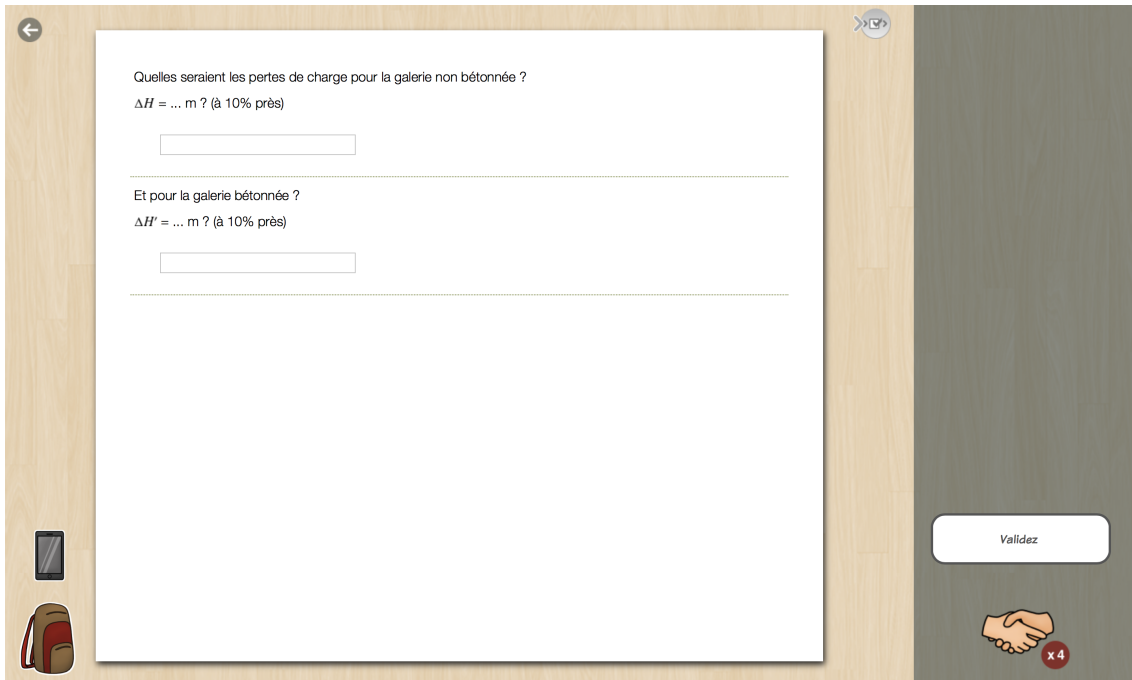 Quelles seraient les pertes de charge pour la galerie non bétonnée ?
ΔH = ... m ? (à 10% près)
Et pour la galerie bétonnée ?
ΔH' = ... m ? (à 10% près)
Validez
x 4